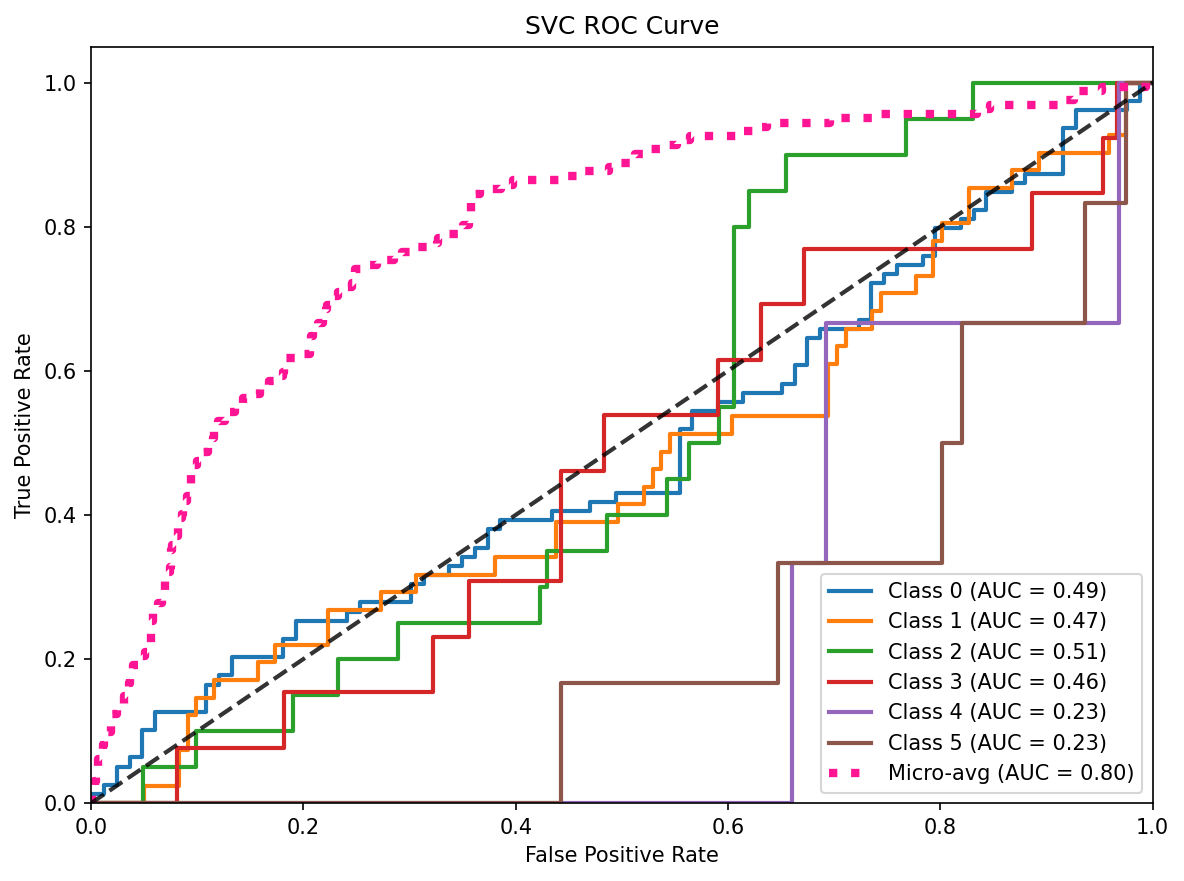 SVC ROC Curve
True Positive Rate
1.0
0.8
0.6
0.4
0.2
0.0
Class 0 (AUC = 0.49)
Class 1 (AUC = 0.47)
Class 2 (AUC = 0.51)
Class 3 (AUC = 0.46)
Class 4 (AUC = 0.23)
Class 5 (AUC = 0.23)
Micro-avg (AUC = 0.80)
0.0 0.2 0.4 0.6 0.8 1.0
False Positive Rate